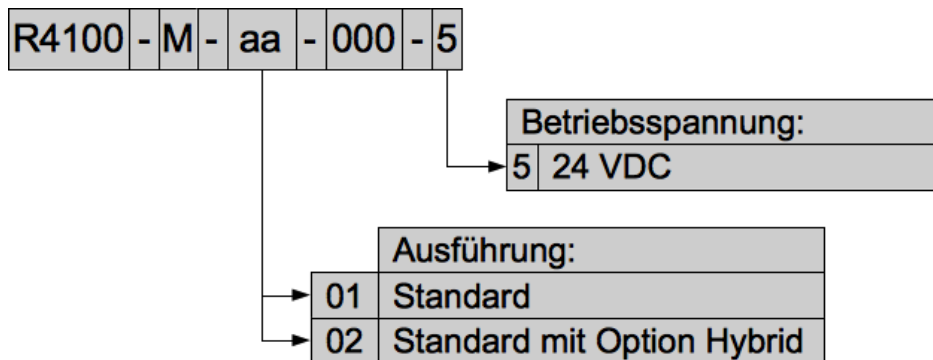 R4100 - M - aa - 000 - 5
Betriebsspannung:
5 24 VDC
Ausführung:
01 Standard
02 Standard mit Option Hybrid